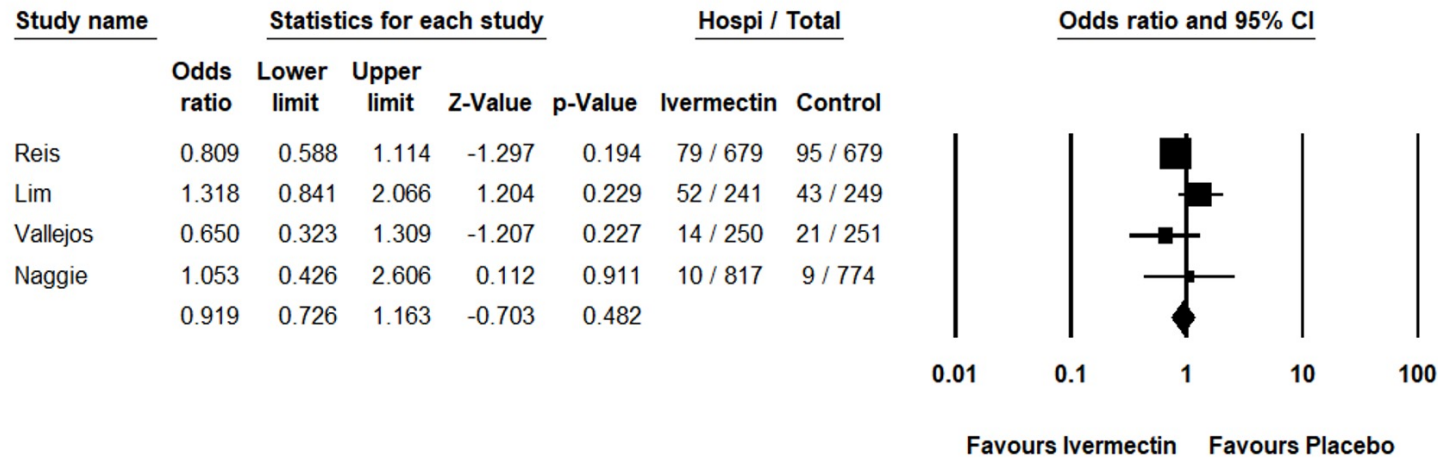 Study name Statistics for each study Hospi / Total Odds ratio and 95% CI
Odds Lower Upper
ratio limit limit Z-Value p-Value Ivermectin Control
Reis 0.809 0.588 1.114 -1.297 0.194 79 / 679 95 / 679
Lim 1.318 0.841 2.066 1.204 0.229 52 / 241 43 / 249
Vallejos 0.650 0.323 1.309 -1.207 0.227 14 / 250 21 / 251
Naggie 1.053 0.426 2.606 0.112 0.911 10 / 817 9 / 774
0.919 0.726 1.163 -0.703 0.482
0.01 0.1 1 10 100
Favours Ivermectin Favours Placebo